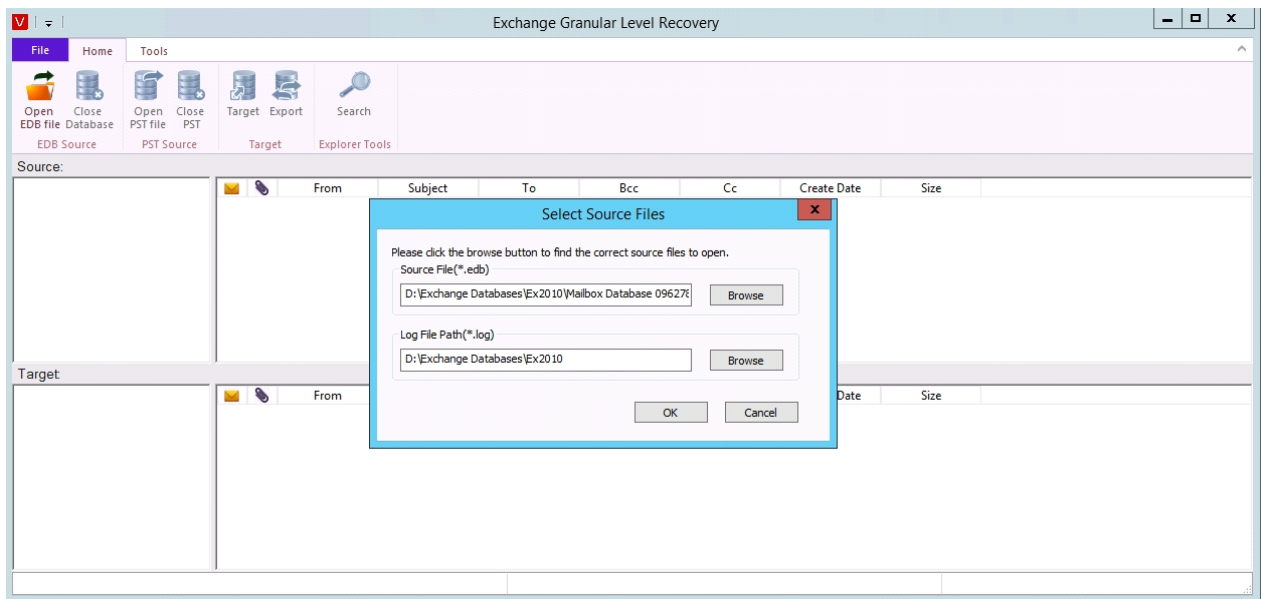 V
Exchange Granular Level Recovery
File Home Tools
Open Close Open Close Target Export Search
EDB file Database PST file PST
EDB Source PST Source Target Explorer Tools
Source:
From Subject To Bcc Cc Create Date Size
Select Source Files
x
Please click the browse button to find the correct source files to open.
Source File(*.edb)
D:\Exchange Databases\Ex2010\Mailbox Database 096278
Browse
Log File Path(*.log)
D:\Exchange Databases\Ex2010
Browse
OK Cancel
Target
From Date Size